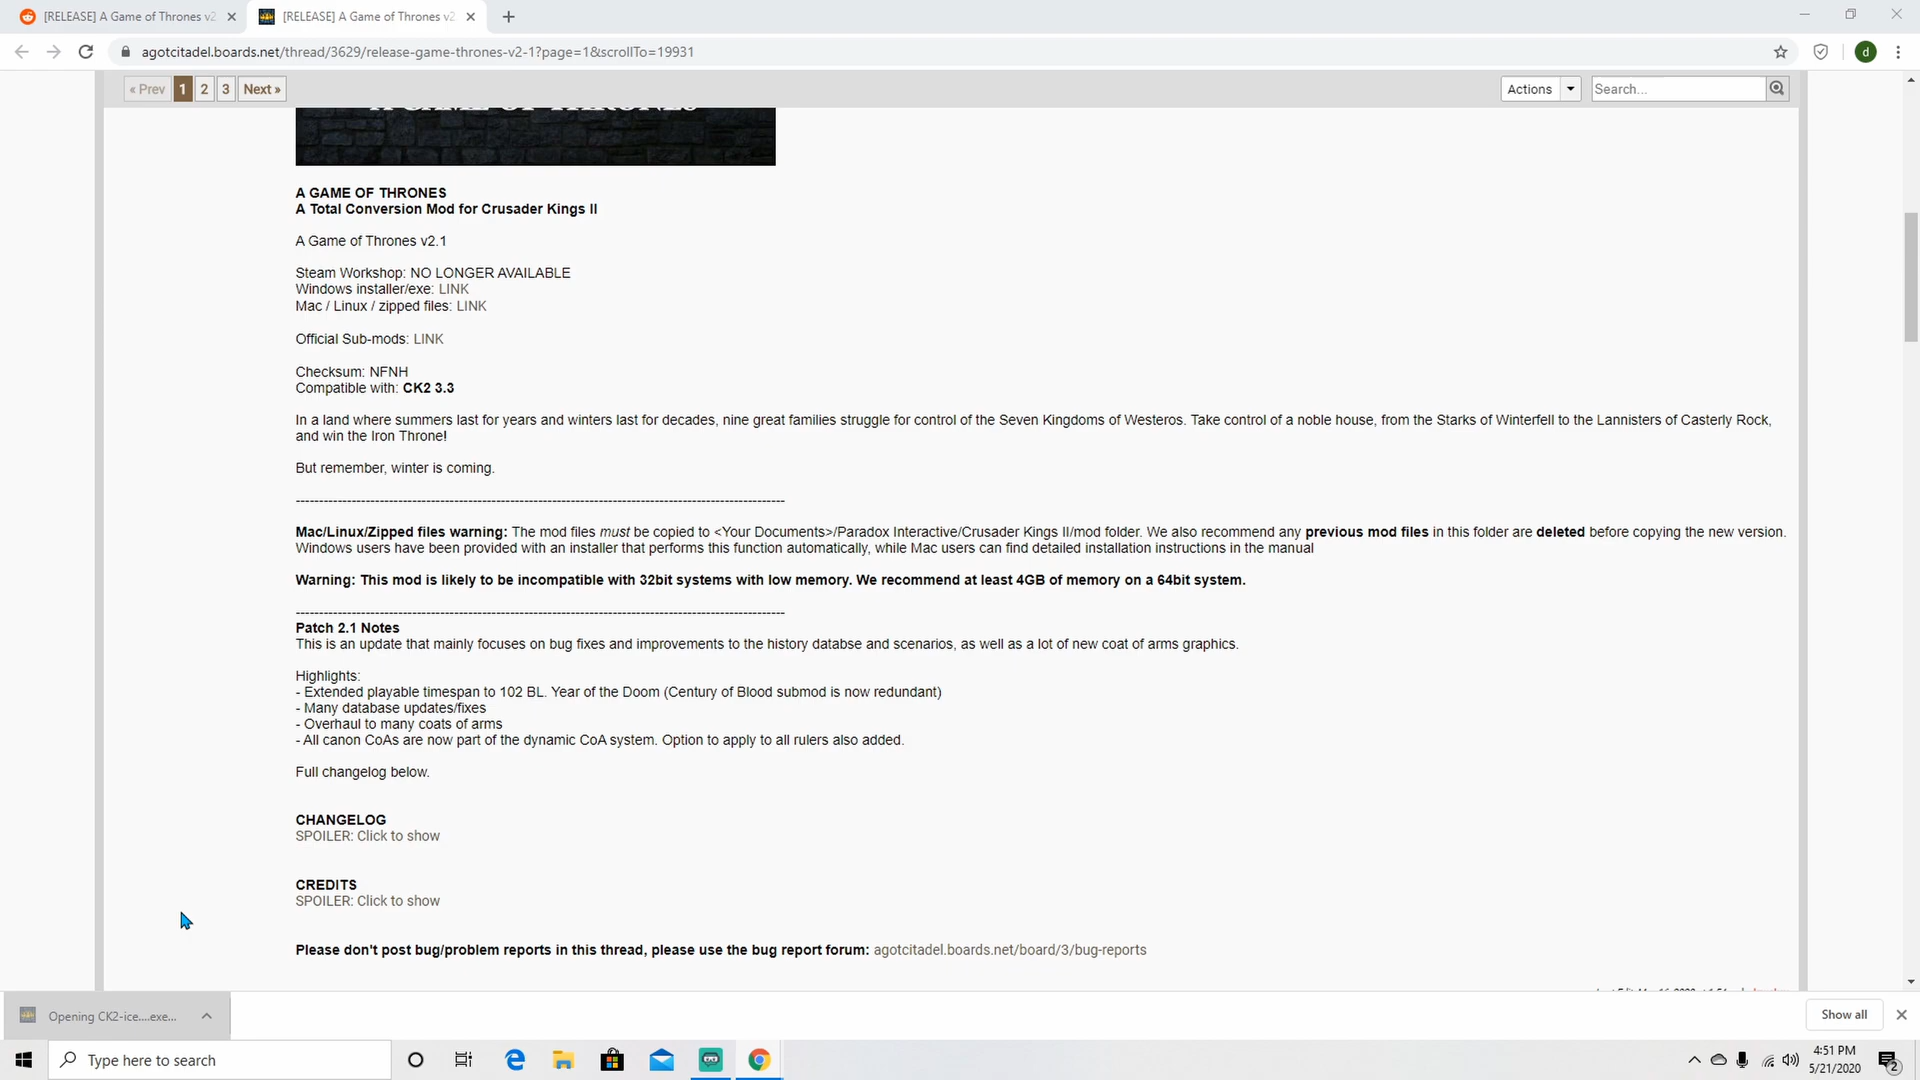 [RELEASE] A Game of Thrones v2
[RELEASE] A Game of Thrones v2
agotcitadel.boards.net/thread/3629/release-game-thrones-v2-1?page=1&scrollTo=19931
d
« Prev 1 2 3 Next »
Actions
Search...
A GAME OF THRONES
A Total Conversion Mod for Crusader Kings II
A Game of Thrones v2.1
Steam Workshop: NO LONGER AVAILABLE
Windows installer/exe: LINK
Mac / Linux / zipped files: LINK
Official Sub-mods: LINK
Checksum: NFNH
Compatible with: CK2 3.3
In a land where summers last for years and winters last for decades, nine great families struggle for control of the Seven Kingdoms of Westeros. Take control of a noble house, from the Starks of Winterfell to the Lannisters of Casterly Rock,
and win the Iron Throne!
But remember, winter is coming.
---------------------------------------------------------------------------------------------------------
Mac/Linux/Zipped files warning: The mod files must be copied to <Your Documents>/Paradox Interactive/Crusader Kings II/mod folder. We also recommend any previous mod files in this folder are deleted before copying the new version.
Windows users have been provided with an installer that performs this function automatically, while Mac users can find detailed installation instructions in the manual
Warning: This mod is likely to be incompatible with 32bit systems with low memory. We recommend at least 4GB of memory on a 64bit system.
---------------------------------------------------------------------------------------------------------
Patch 2.1 Notes
This is an update that mainly focuses on bug fixes and improvements to the history databse and scenarios, as well as a lot of new coat of arms graphics.
Highlights:
- Extended playable timespan to 102 BL. Year of the Doom (Century of Blood submod is now redundant)
- Many database updates/fixes
- Overhaul to many coats of arms
- All canon CoAs are now part of the dynamic CoA system. Option to apply to all rulers also added.
Full changelog below.
CHANGELOG
SPOILER: Click to show
CREDITS
SPOILER: Click to show
Please don't post bug/problem reports in this thread, please use the bug report forum: agotcitadel.boards.net/board/3/bug-reports
Opening CK2-ice....exe...
Show all
Type here to search
4:51 PM
5/21/2020
2